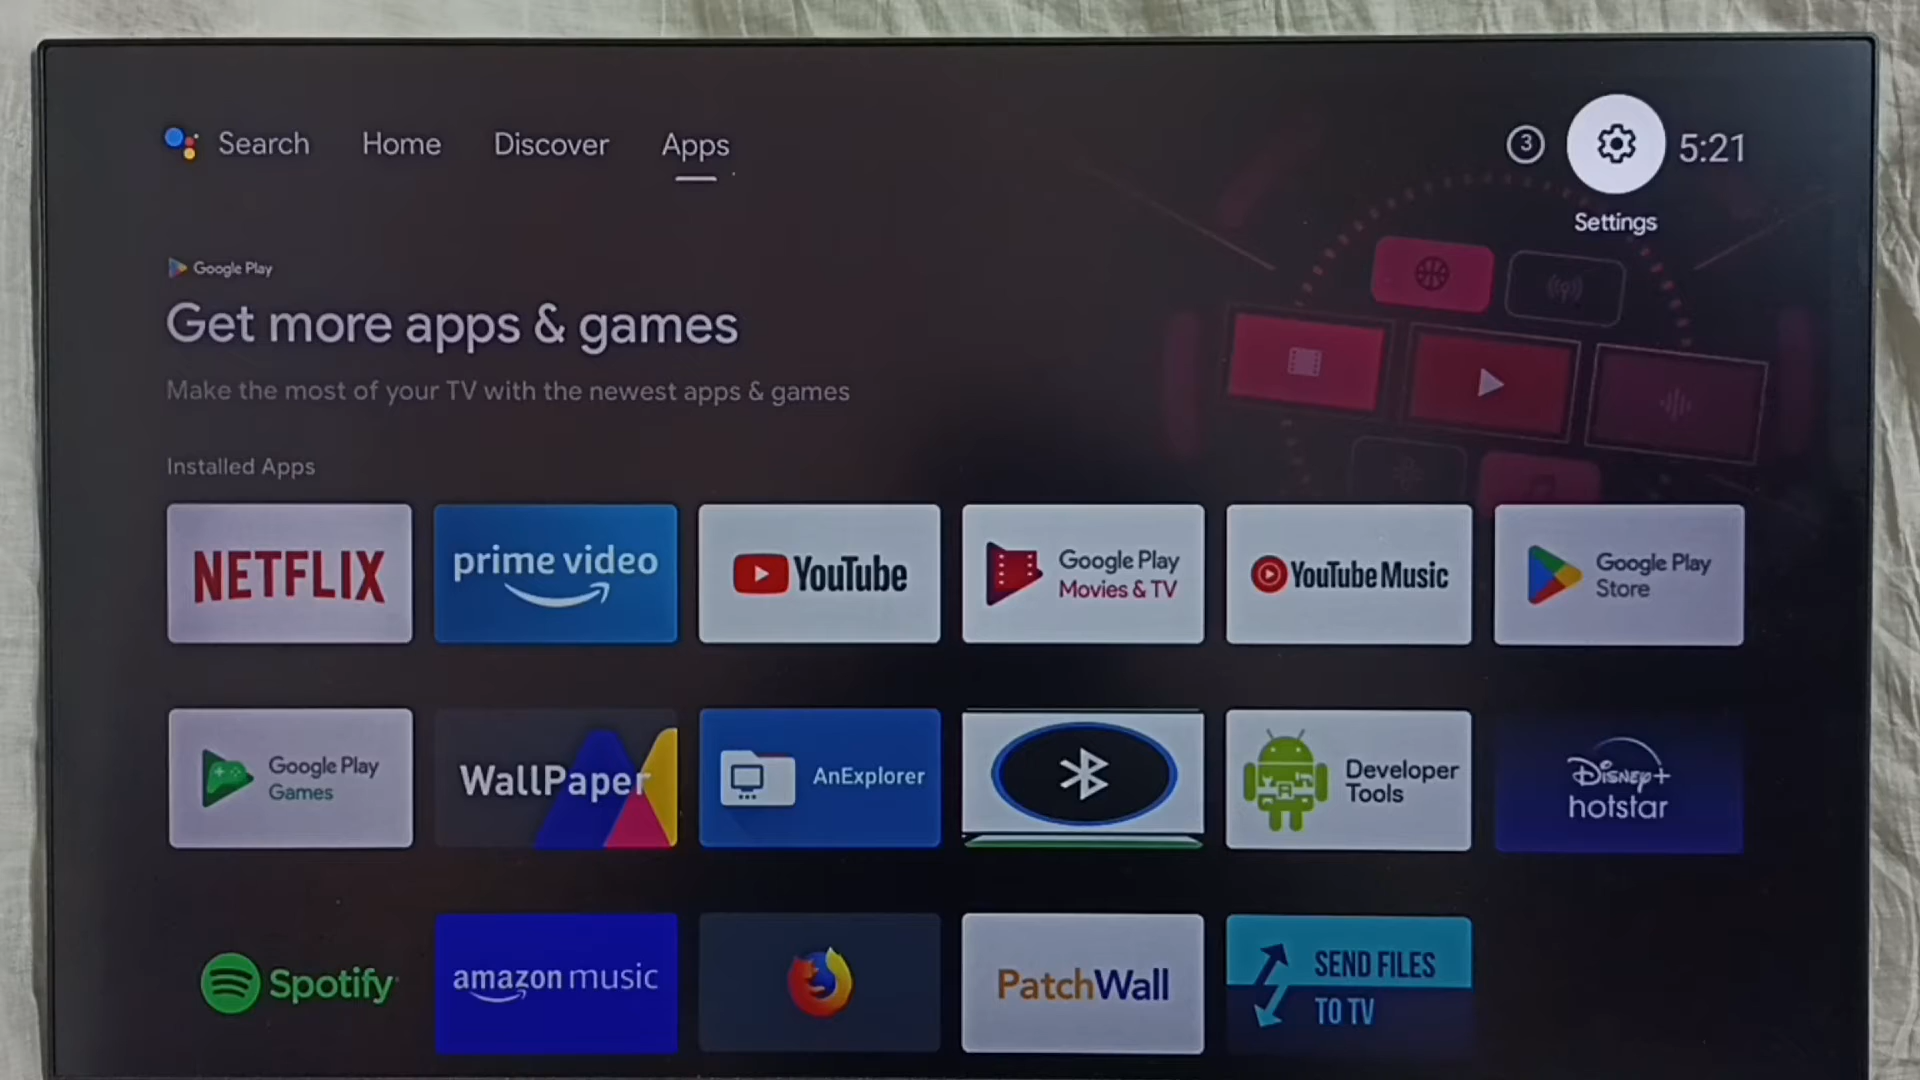 Search Home Discover Apps
3 5:21
Settings
Google Play
Get more apps & games
Make the most of your TV with the newest apps & games
Installed Apps
NETFLIX
prime video
YouTube
Google Play
Movies & TV
YouTube Music
Google Play
Store
Google Play
Games
WallPaper
AnExplorer
Developer
Tools
Disney+
hotstar
Spotify
amazon music
PatchWall
SEND FILES
TO TV